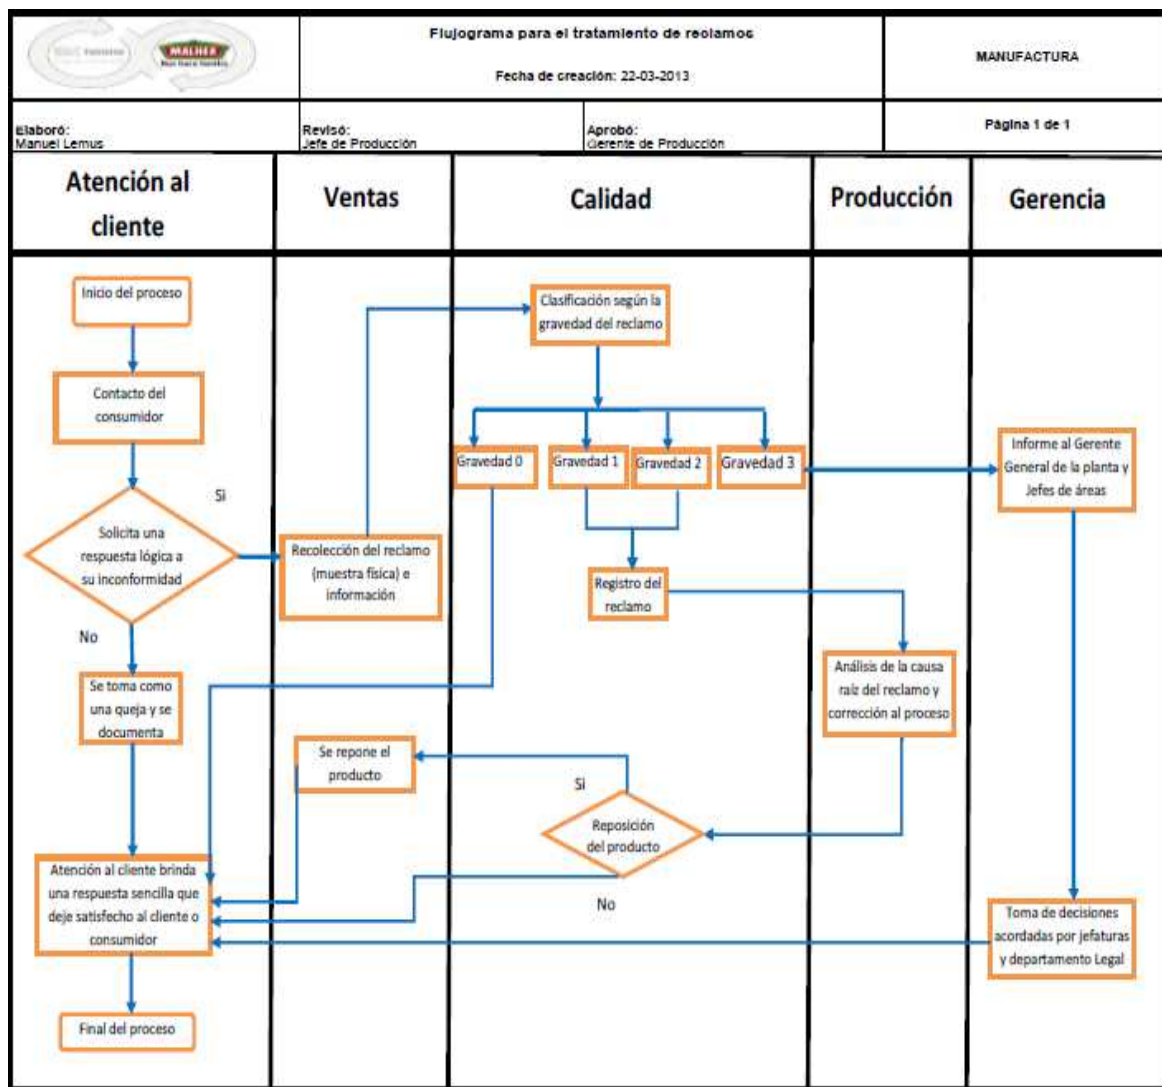 MALHER
Flujograma para el tratamiento de reclamos
Fecha de creación: 22-03-2013
MANUFACTURA
Elaboró:
Manuel Lemus
Revisó:
Jefe de Producción
Aprobó:
Gerente de Producción
Página 1 de 1
Atención al
cliente
Ventas
Calidad
Producción
Gerencia
Inicio del proceso
Clasificación según la
gravedad del reclamo
Contacto del
consumidor
Gravedad 0
Gravedad 1
Gravedad 2
Gravedad 3
Informe al Gerente
General de la planta y
Jefes de áreas
Si
Solicita una
respuesta lógica a
su inconformidad
Recolección del reclamo
(muestra física) e
información
Registro del
reclamo
No
Se toma como
una queja y se
documenta
Análisis de la causa
raíz del reclamo y
corrección al proceso
Se repone el
producto
Si
Reposición
del producto
No
Atención al cliente brinda
una respuesta sencilla que
deje satisfecho al cliente o
consumidor
Toma de decisiones
acordadas por jefaturas
y departamento Legal
Final del proceso